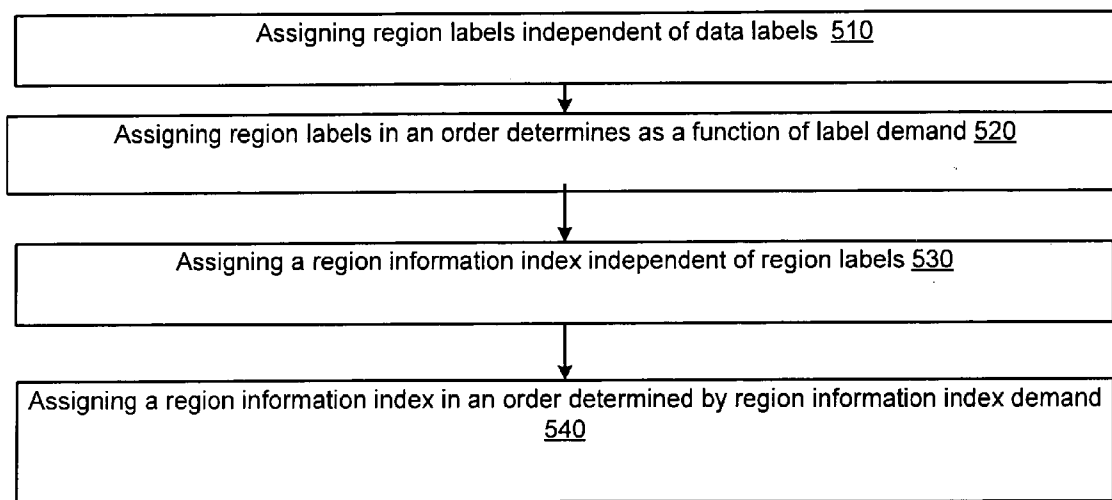 Assigning region labels independent of data labels 510
Assigning region labels in an order determines as a function of label demand 520
Assigning a region information index independent of region labels 530
Assigning a region information index in an order determined by region information index demand
540